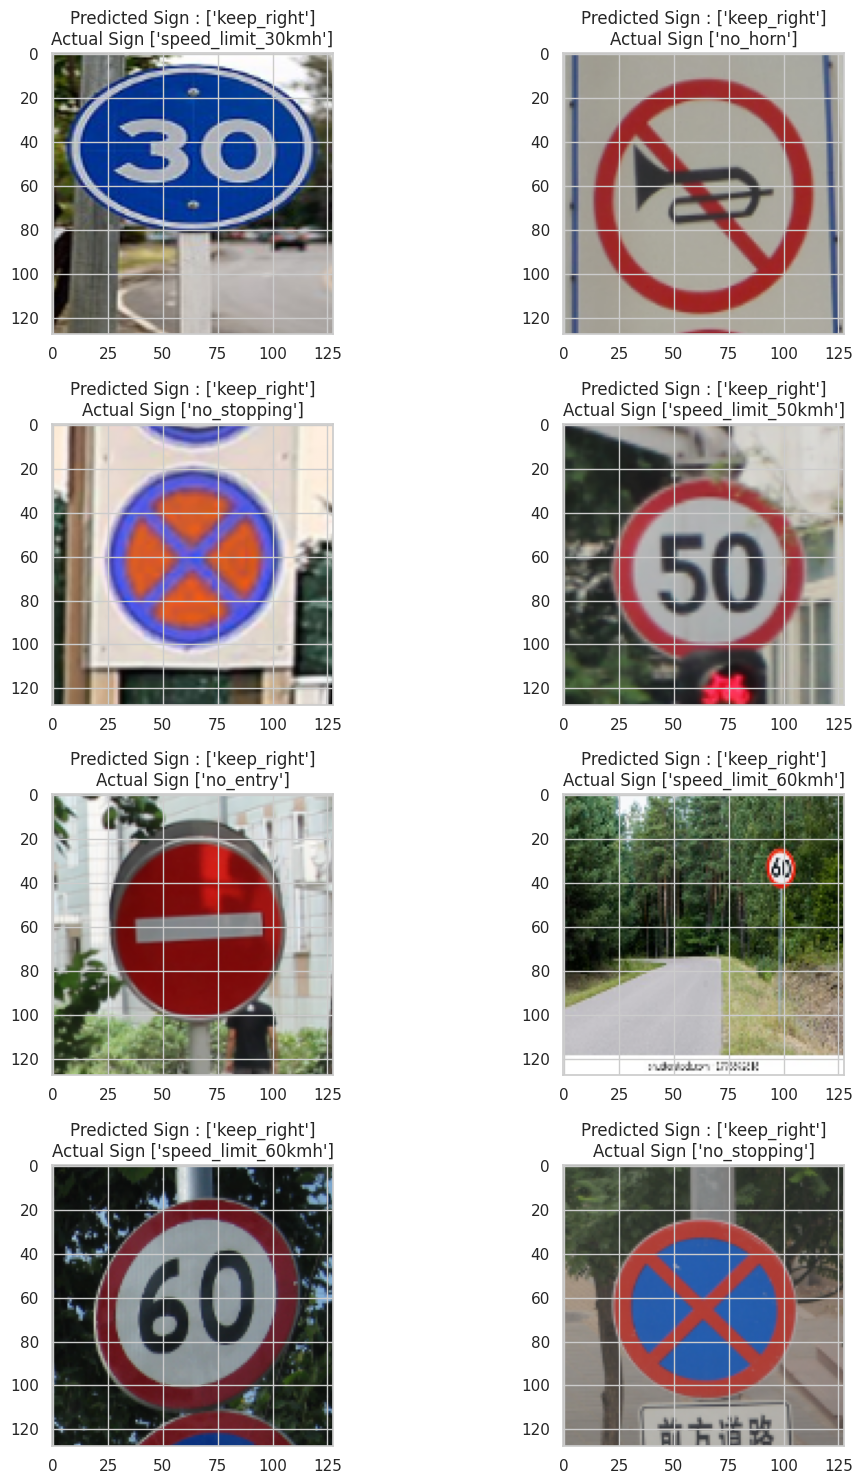 Predicted Sign : ['keep_right']
Actual Sign ['speed_limit_30kmh']
0
20
40
60
80
100
120
30
0 25 50 75 100 125
Predicted Sign : ['keep_right']
Actual Sign ['no_horn']
0
20
40
60
80
100
120
0 25 50 75 100 125
Predicted Sign : ['keep_right']
Actual Sign ['no_stopping']
0
20
40
60
80
100
120
0 25 50 75 100 125
Predicted Sign : ['keep_right']
Actual Sign ['speed_limit_50kmh']
0
20
40
60
80
100
120
50
0 25 50 75 100 125
Predicted Sign : ['keep_right']
Actual Sign ['no_entry']
0
20
40
60
80
100
120
0 25 50 75 100 125
Predicted Sign : ['keep_right']
Actual Sign ['speed_limit_60kmh']
0
20
40
60
80
100
120
60
0 25 50 75 100 125
Predicted Sign : ['keep_right']
Actual Sign ['speed_limit_60kmh']
0
20
40
60
80
100
120
60
0 25 50 75 100 125
Predicted Sign : ['keep_right']
Actual Sign ['no_stopping']
0
20
40
60
80
100
120
前方道路
0 25 50 75 100 125